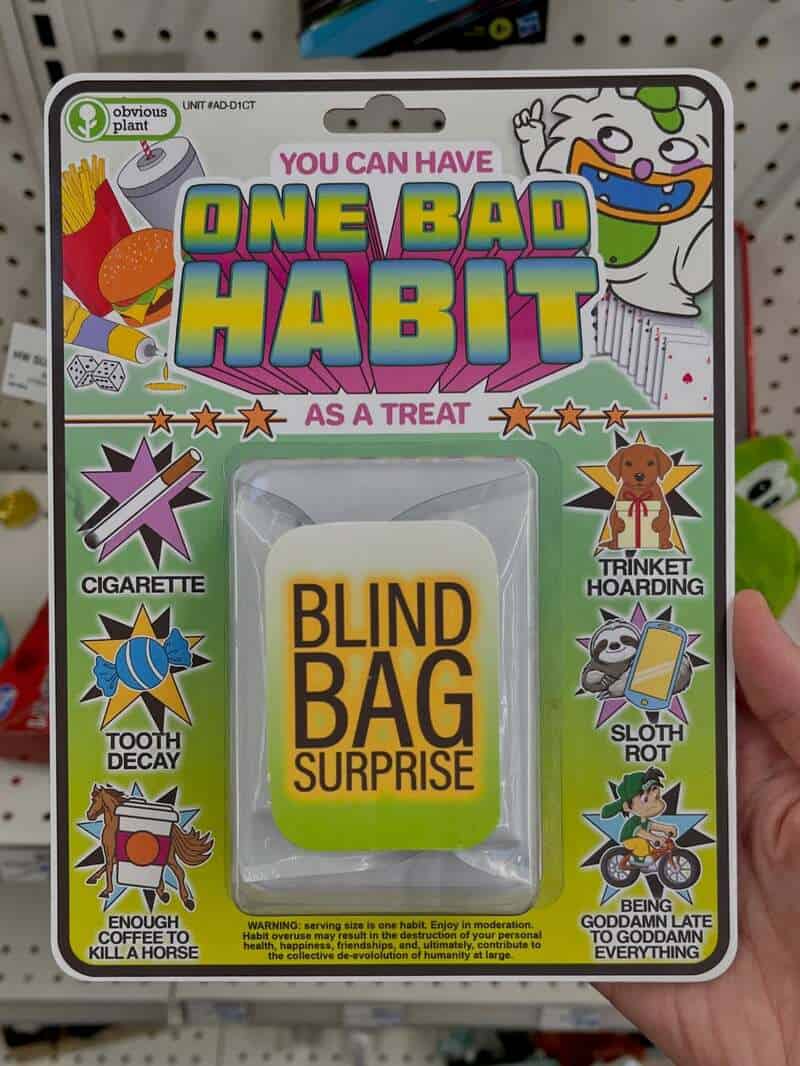 obvious
plant
UNIT #AD-D1CT
YOU CAN HAVE
ONE BAD
HABIT
AS A TREAT
CIGARETTE
TOOTH
DECAY
ENOUGH
COFFEE TO
KILL A HORSE
BLIND
BAG
SURPRISE
TRINKET
HOARDING
SLOTH
ROT
BEING
GODDAMN LATE
TO GODDAMN
EVERYTHING
WARNING: serving size is one habit. Enjoy in moderation.
Habit overuse may result in the destruction of your personal
health, happiness, friendships, and, ultimately, contribute to
the collective de-evololution of humanity at large.